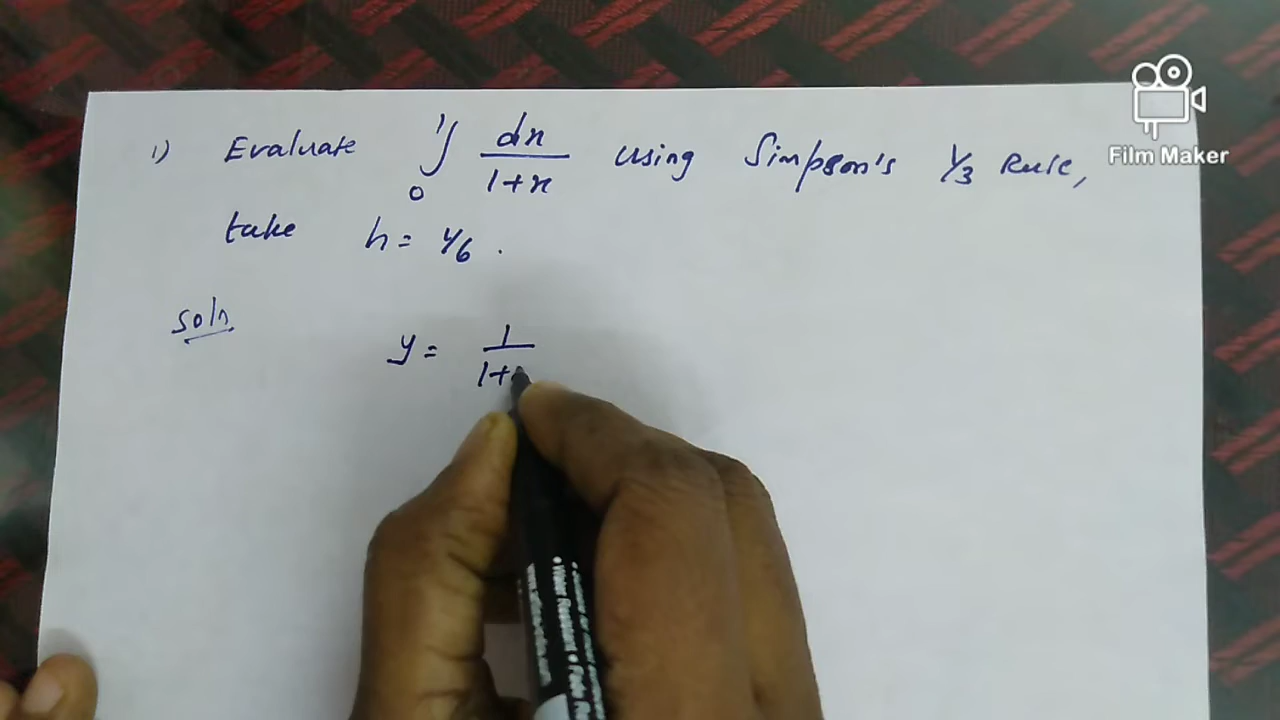 1) Evaluate ∫₀¹ dx/(1+x) using Simpson's 1/3 Rule,
take h = 1/6.
soln
y = 1/(1+
Film Maker